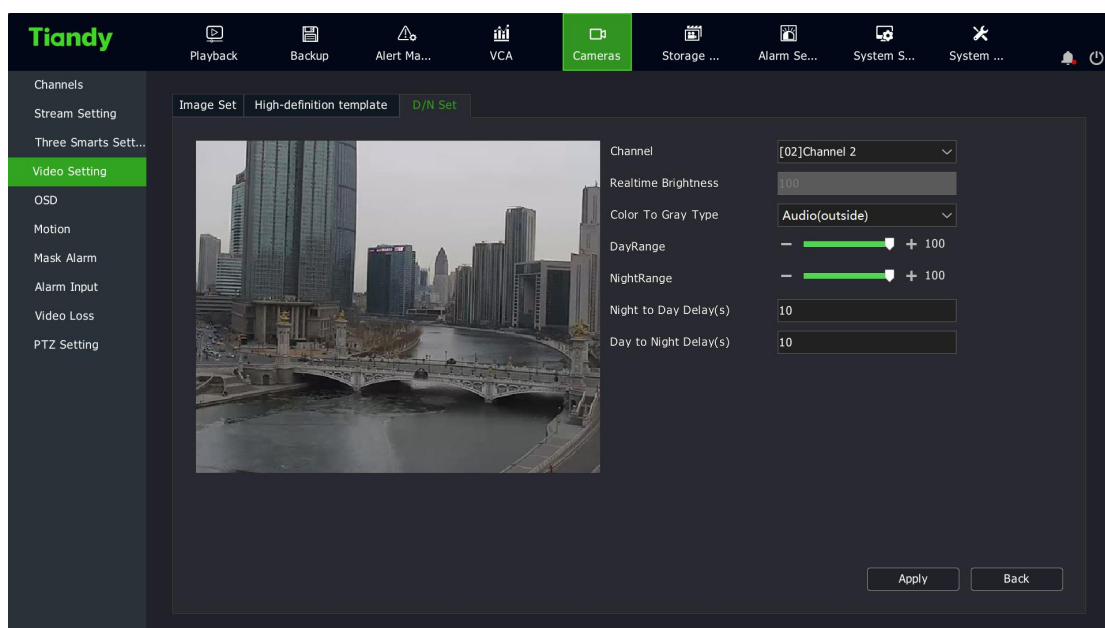 Tiandy
Playback
Backup
Alert Ma...
VCA
Cameras
Storage ...
Alarm Se...
System S...
System ...
Channels
Stream Setting
Three Smarts Sett...
Video Setting
OSD
Motion
Mask Alarm
Alarm Input
Video Loss
PTZ Setting
Image Set
High-definition template
D/N Set
Channel
[02]Channel 2
Realtime Brightness
100
Color To Gray Type
Audio(outside)
DayRange
100
NightRange
100
Night to Day Delay(s)
10
Day to Night Delay(s)
10
Apply
Back